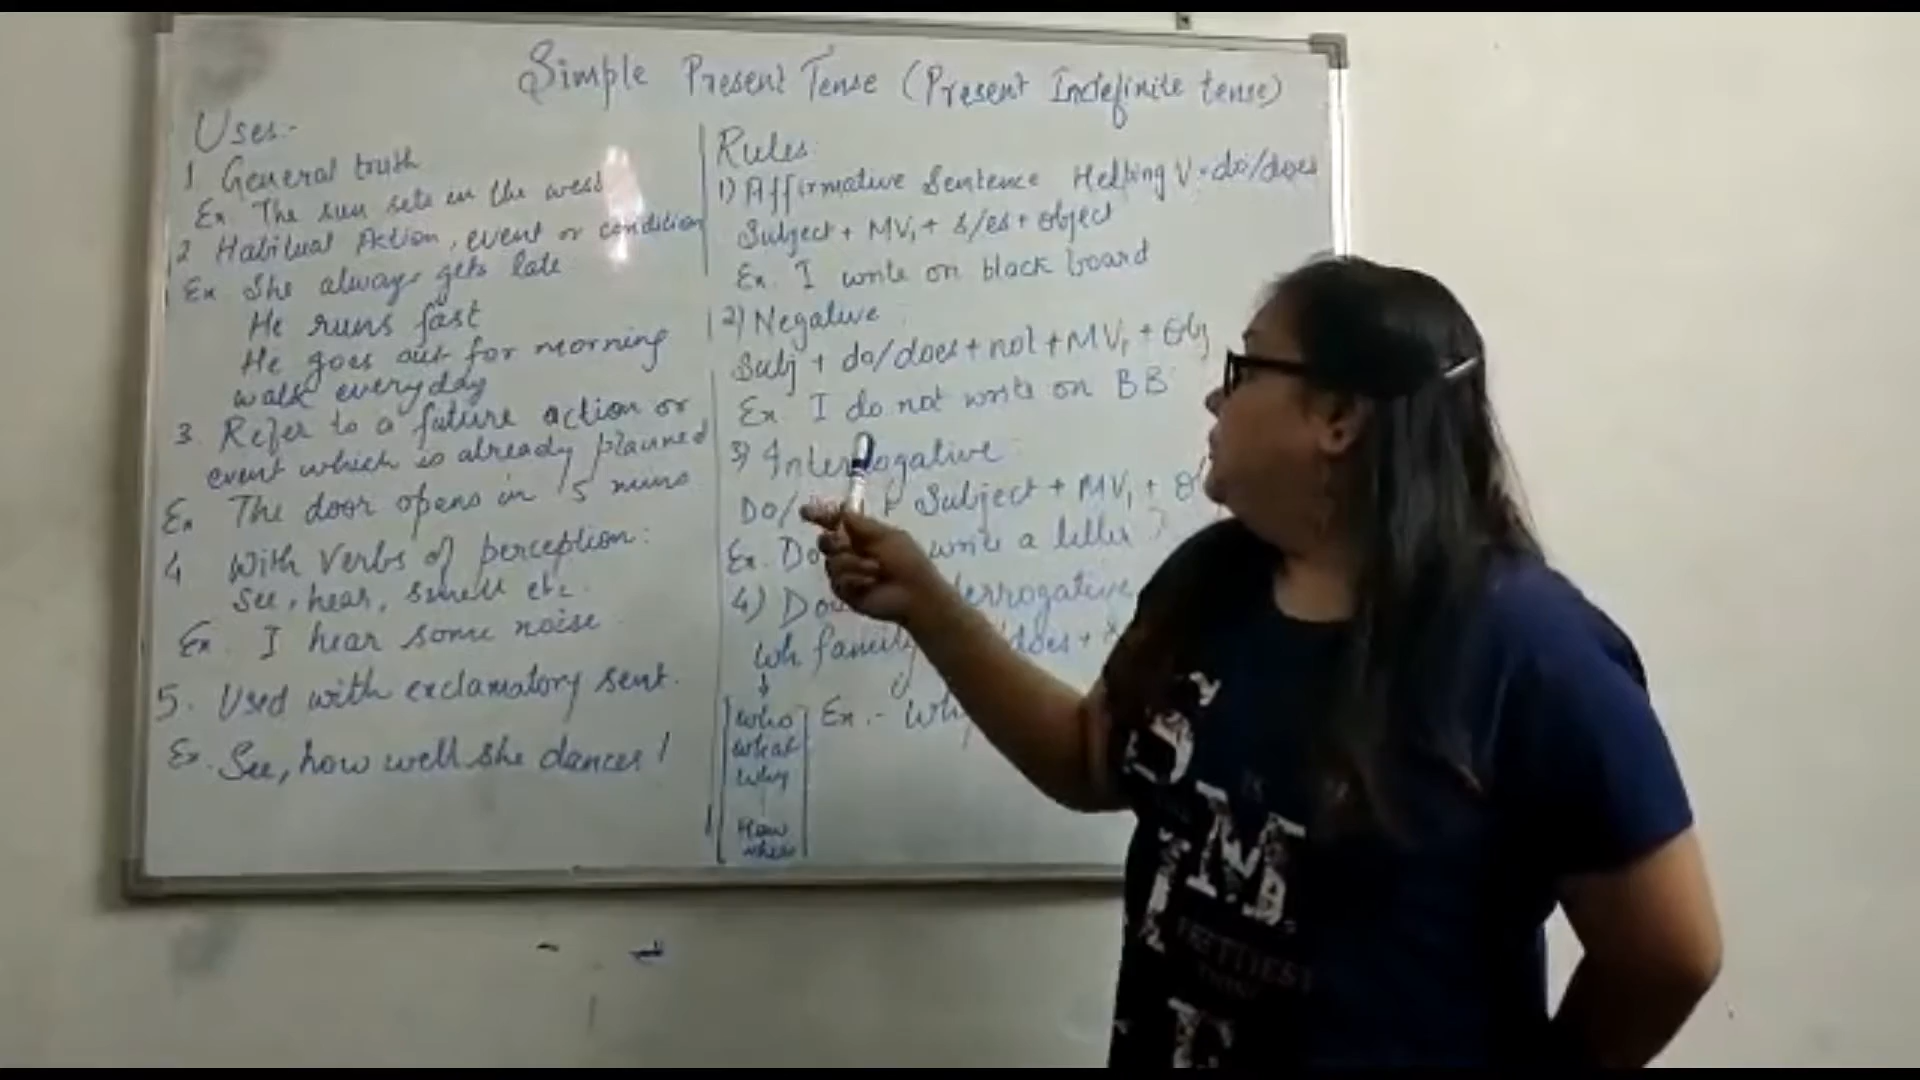 Simple Present Tense (Present Indefinite tense)
Uses:-
1 General truth
Ex The sun sets in the west
2 Habitual Action, event or condition
Ex She always gets late
He runs fast
He goes out for morning
walk everyday
3. Refer to a future action or
event which is already planned
Ex The door opens in 5 mins
4 With Verbs of perception:
See, hear, smell etc.
Ex. I hear some noise
5. Used with exclamatory sent.
Ex. See, how well she dances!
Rules:
1) Affirmative Sentence Helping V-do/does
Subject + MV1 + s/es + object
Ex. I write on black board
2) Negative :
Subj + do/does + not + MV1 + Obj
Ex. I do not write on BB
3) Interrogative :
Do/ Subject + MV1 +
Ex. Do write a letter ?
4)
Wh family does +
who
what
why
How
when
Ex.- Why
PRETTIEST